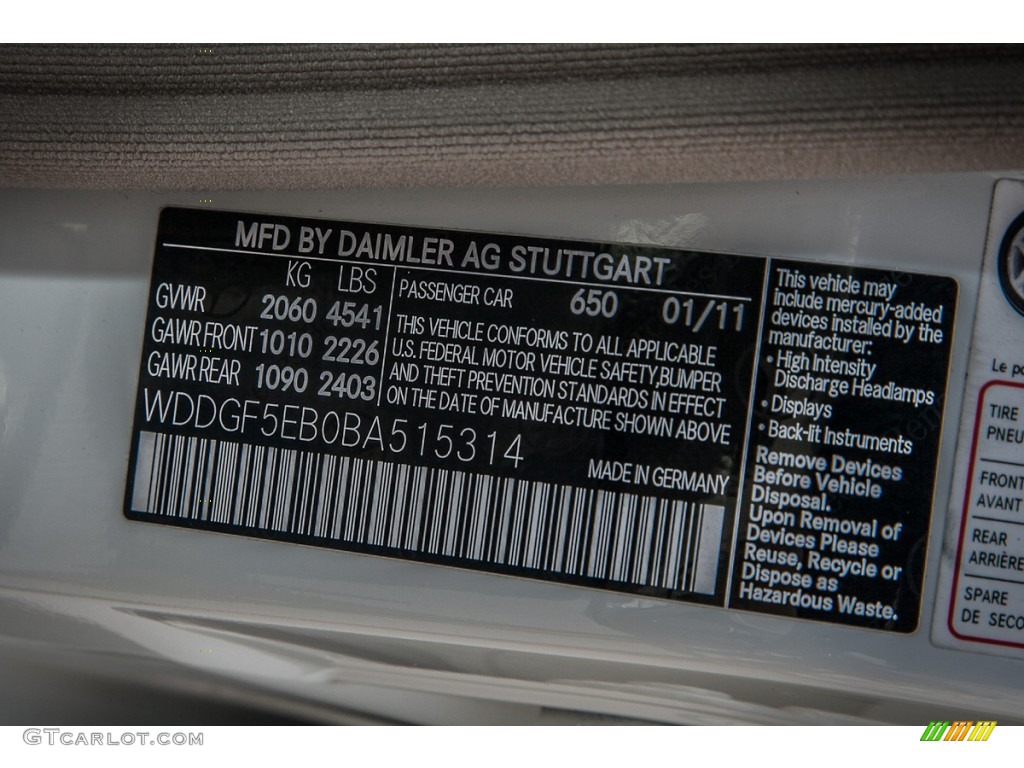 MFD BY DAIMLER AG STUTTGART
KG LBS
GVWR 2060 4541
GAWR FRONT 1010 2226
GAWR REAR 1090 2403
PASSENGER CAR 650 01/11
THIS VEHICLE CONFORMS TO ALL APPLICABLE
U.S. FEDERAL MOTOR VEHICLE SAFETY,BUMPER
AND THEFT PREVENTION STANDARDS IN EFFECT
ON THE DATE OF MANUFACTURE SHOWN ABOVE
WDDGF5EB0BA515314
MADE IN GERMANY
This vehicle may
include mercury-added
devices installed by the
manufacturer:
• High Intensity
Discharge Headlamps
• Displays
• Back-lit Instruments
Remove Devices
Before Vehicle
Disposal.
Upon Removal of
Devices Please
Reuse, Recycle or
Dispose as
Hazardous Waste.
Le po
TIRE
PNEU
FRONT
AVANT
REAR
ARRIÈRE
SPARE
DE SECO
GTCARLOT.COM